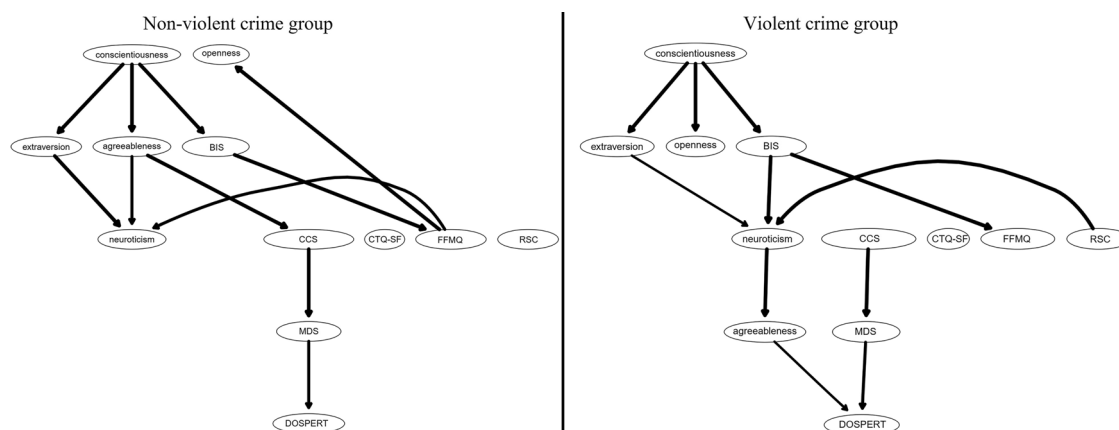 Non-violent crime group
conscientiousness
openness
extraversion
agreeableness
BIS
neuroticism
CCS
CTQ-SF
FFMQ
RSC
MDS
DOSPERT
Violent crime group
conscientiousness
extraversion
openness
BIS
neuroticism
CCS
CTQ-SF
FFMQ
RSC
agreeableness
MDS
DOSPERT